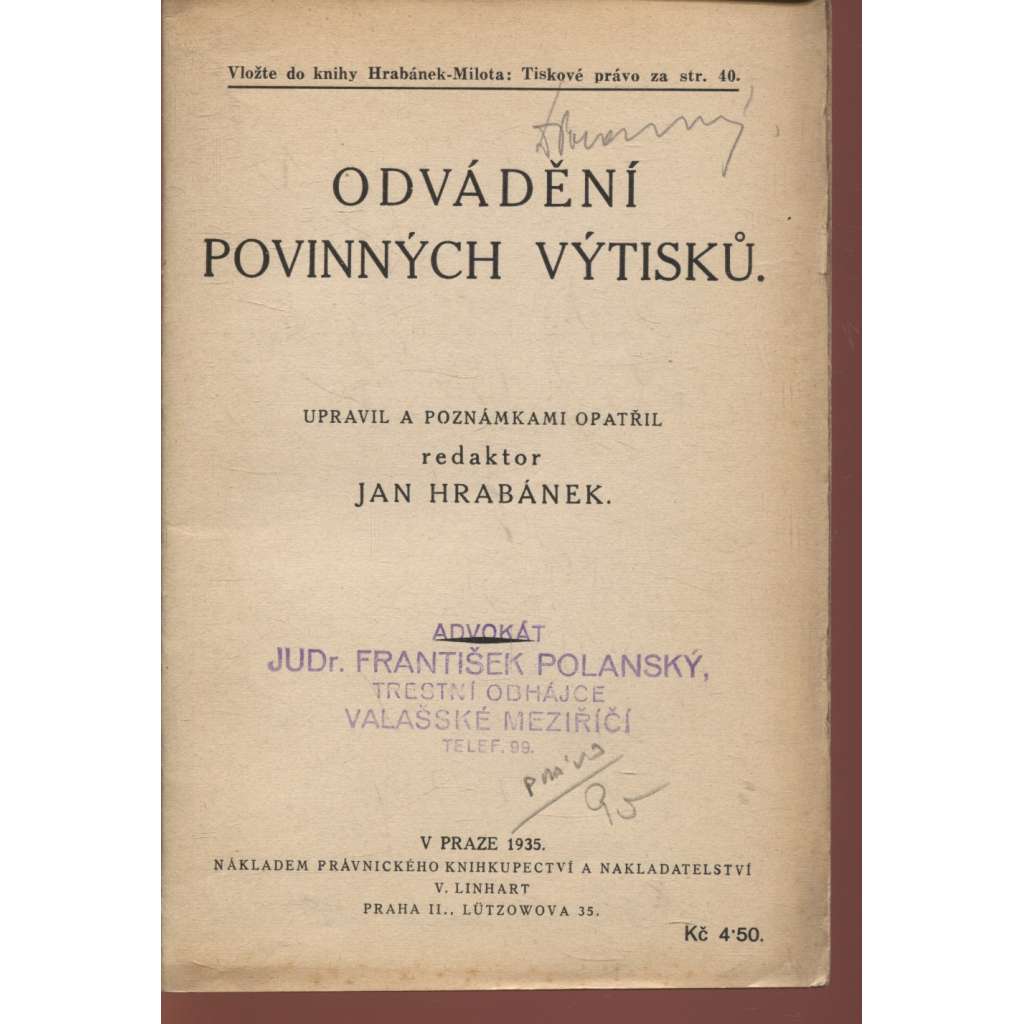 Vložte do knihy Hrabánek-Milota: Tiskové právo za str. 40.
ODVÁDĚNÍ
POVINNÝCH VÝTISKŮ.
UPRAVIL A POZNÁMKAMI OPATŘIL
redaktor
JAN HRABÁNEK.
ADVOKÁT
JUDr. FRANTIŠEK POLANSKÝ,
TRESTNÍ OBHÁJCE
VALAŠSKÉ MEZIŘÍČÍ
TELEF. 99.
právo
95
V PRAZE 1935.
NÁKLADEM PRÁVNICKÉHO KNIHKUPECTVÍ A NAKLADATELSTVÍ
V. LINHART
PRAHA II., LÜTZOWOVA 35.
Kč 4·50.